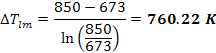 ΔT_lm = (850 − 673) / ln(850/673) = 760.22 K